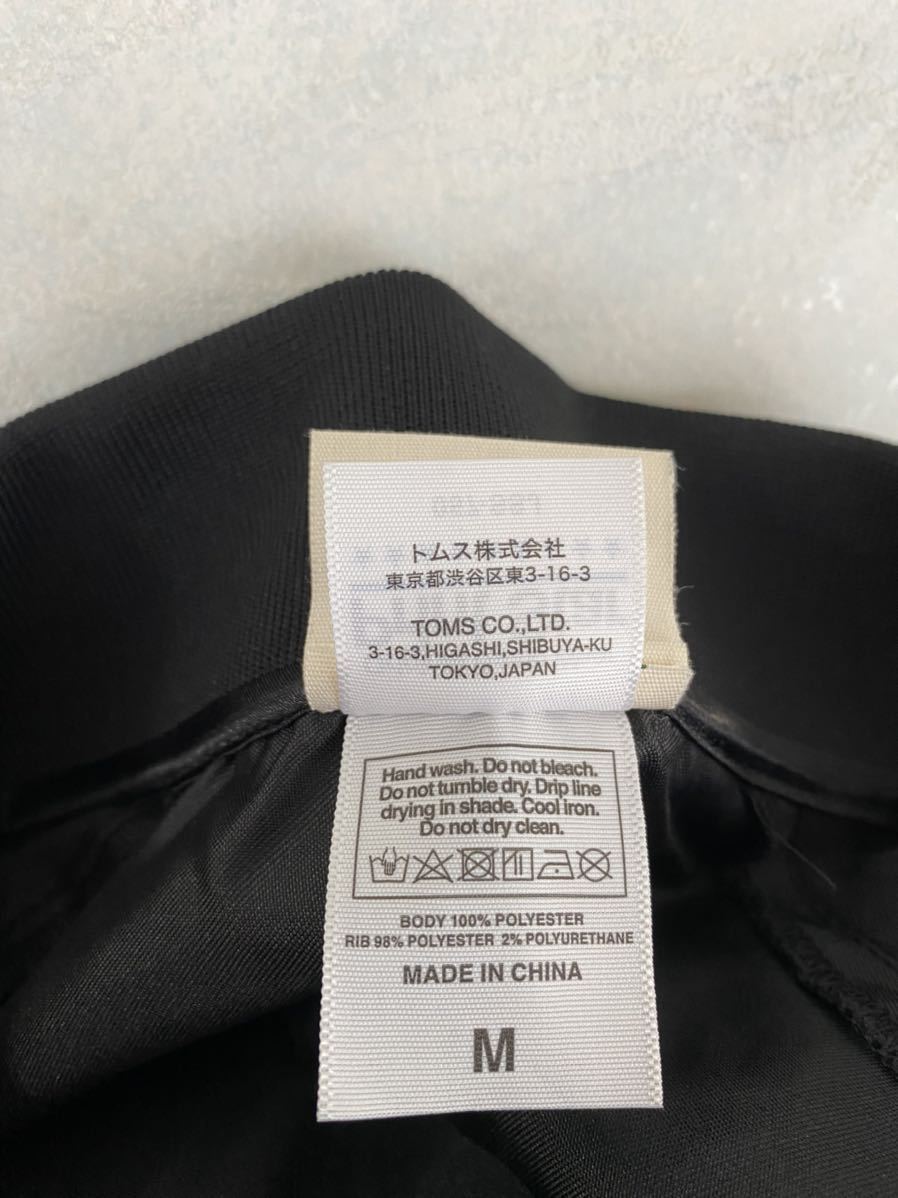 トムス株式会社
東京都渋谷区東3-16-3
TOMS CO.,LTD.
3-16-3,HIGASHI,SHIBUYA-KU
TOKYO,JAPAN
Hand wash. Do not bleach.
Do not tumble dry. Drip line
drying in shade. Cool iron.
Do not dry clean.
BODY 100% POLYESTER
RIB 98% POLYESTER 2% POLYURETHANE
MADE IN CHINA
M